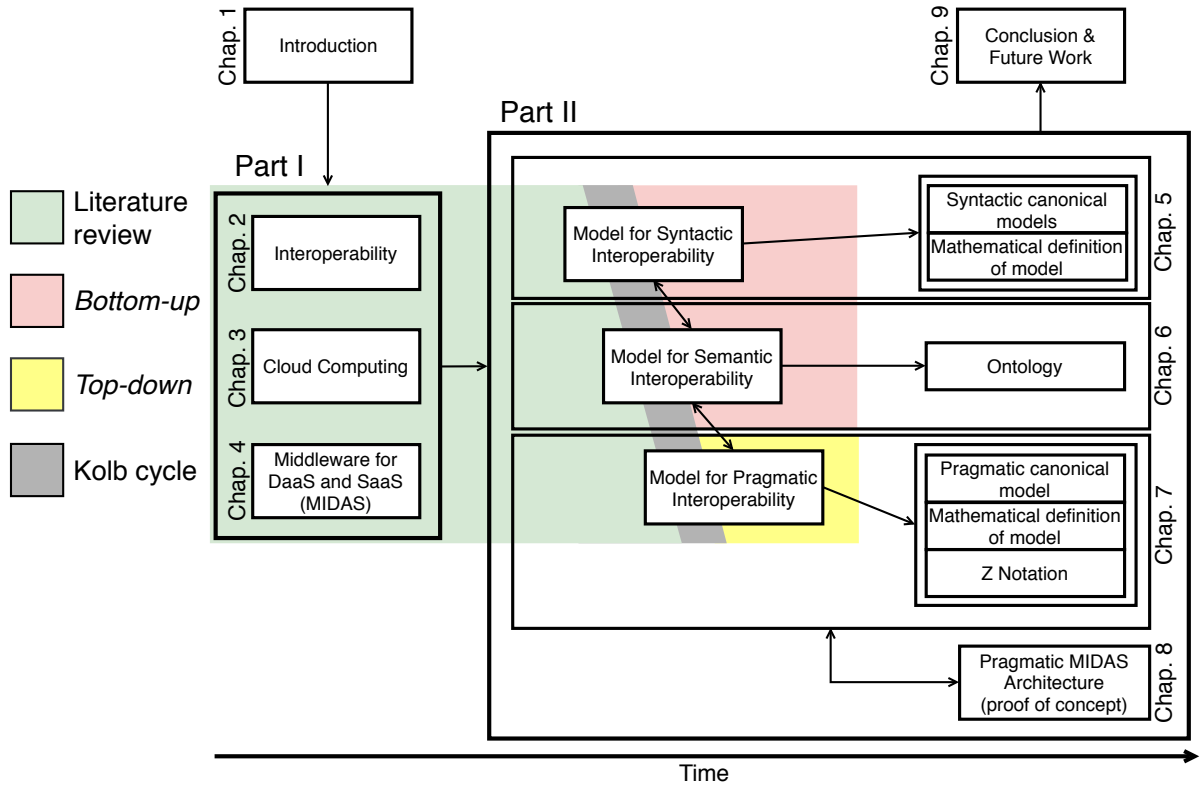 Chap. 1
Introduction
Chap. 9
Conclusion &
Future Work
Part II
Part I
Literature
review
Bottom-up
Top-down
Kolb cycle
Chap. 2
Interoperability
Chap. 3
Cloud Computing
Chap. 4
Middleware for
DaaS and SaaS
(MIDAS)
Model for Syntactic
Interoperability
Syntactic canonical
models
Mathematical definition
of model
Chap. 5
Model for Semantic
Interoperability
Ontology
Chap. 6
Model for Pragmatic
Interoperability
Pragmatic canonical
model
Mathematical definition
of model
Z Notation
Chap. 7
Pragmatic MIDAS
Architecture
(proof of concept)
Chap. 8
Time